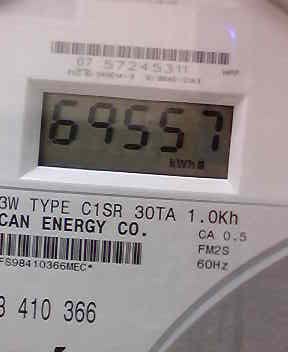 07 57245311
69557
kWh
3W TYPE C1SR 30TA 1.0Kh
CAN ENERGY CO.
CA 0.5
FM2S
60Hz
FS98410366MEC*
8 410 366